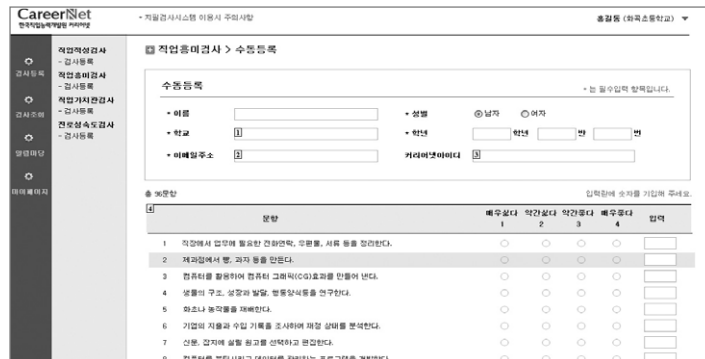 CareerNet
한국직업능력개발원 커리어넷
• 지필검사시스템 이용시 주의사항
홍길동 (화곡초등학교) ▼
검사등록
검사조회
알림마당
마이페이지
직업적성검사
- 검사등록
직업흥미검사
- 검사등록
직업가치관검사
- 검사등록
진로성숙도검사
- 검사등록
직업흥미검사 > 수동등록
수동등록
• 는 필수입력 항목입니다.
• 이름
• 성별 남자 여자
• 학교 1
• 학년 학년 반 번
• 이메일주소 2
커리어넷아이디 3
96문항
입력란에 숫자를 기입해 주세요.
4
문항 매우싫다 1 약간싫다 2 약간좋다 3 매우좋다 4 입력
1 직장에서 업무에 필요한 전화연락, 우편물, 서류 등을 정리한다.
2 제과점에서 빵, 과자 등을 만든다.
3 컴퓨터를 활용하여 컴퓨터 그래픽(CG)효과를 만들어 낸다.
4 생물의 구조, 성장과 발달, 행동양식등을 연구한다.
5 화초나 농작물을 재배한다.
6 기업의 지출과 수입 기록을 조사하며 재정 상태를 분석한다.
7 신문, 잡지에 실릴 원고를 선택하고 편집한다.
8